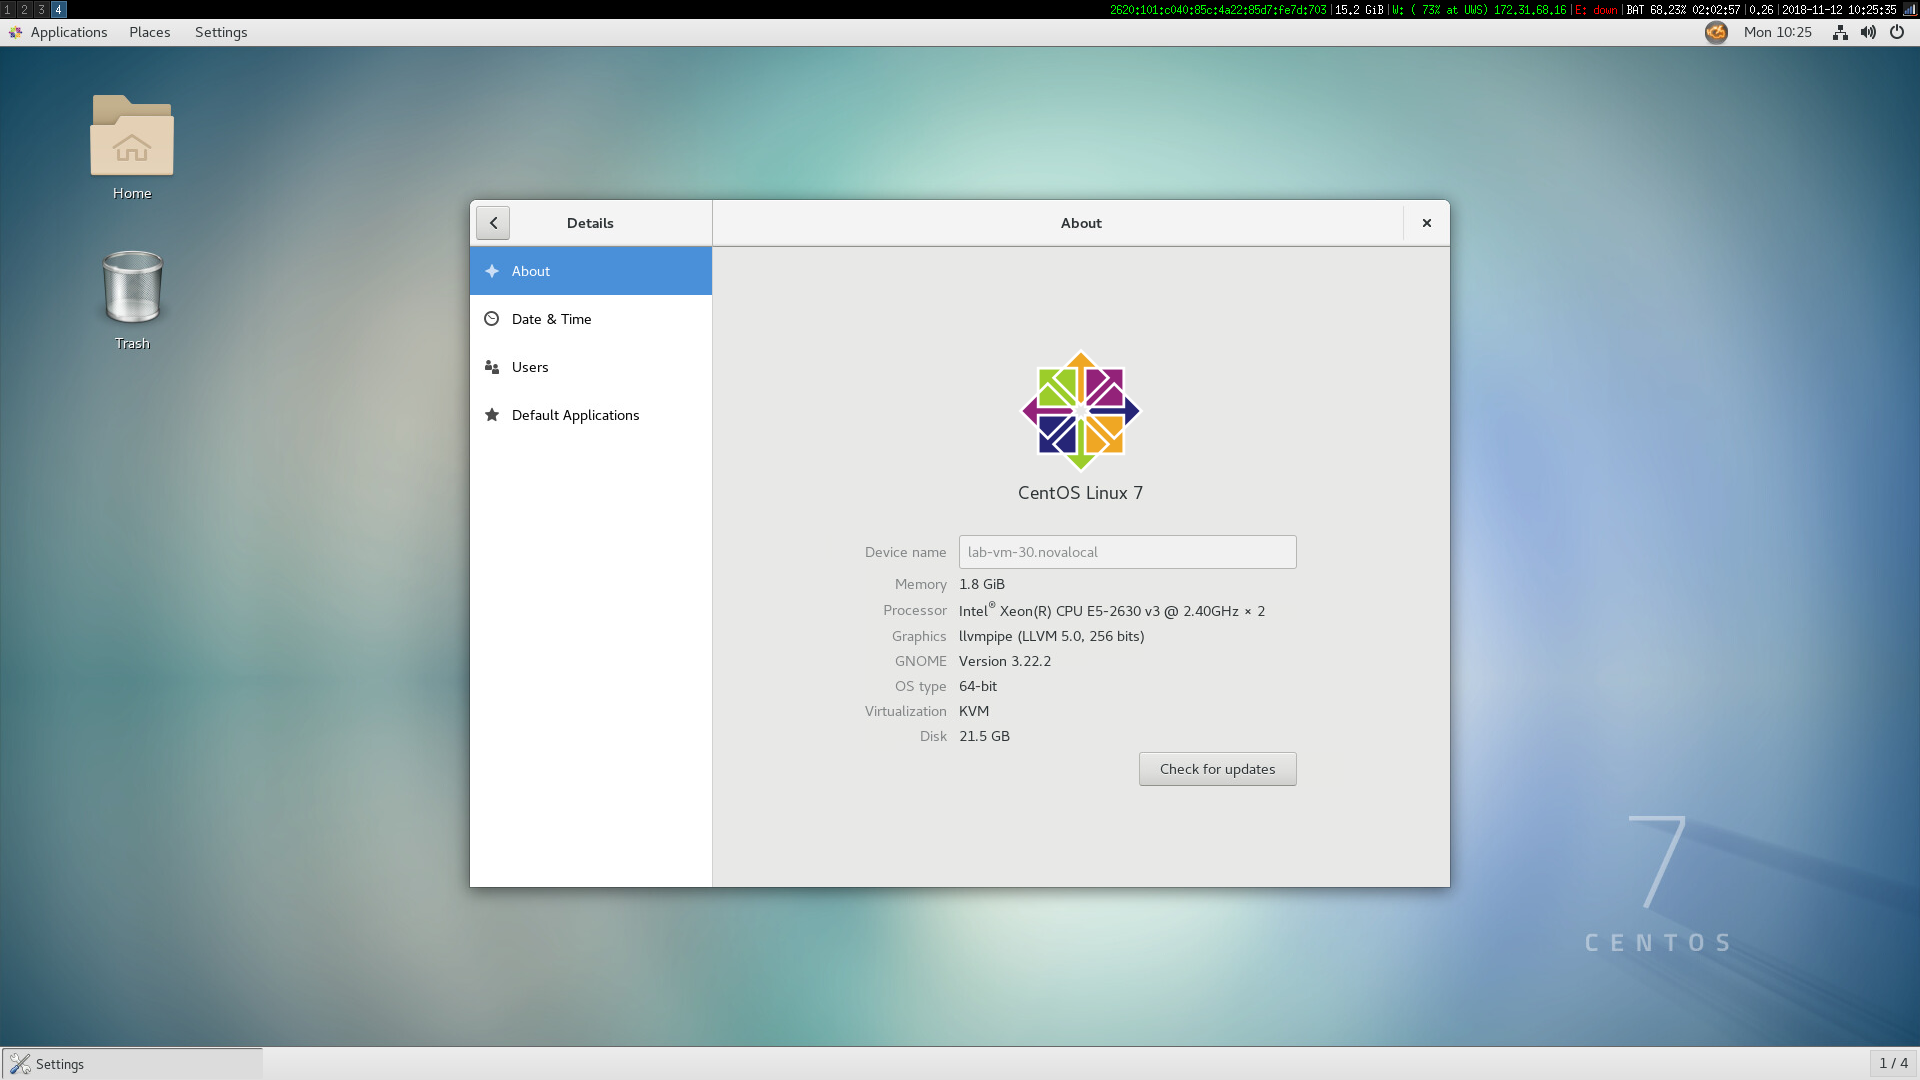 1 2 3 4
2620:101:c040:85c:4a22:85d7:fe7d:703|15.2 GiB|W: ( 73% at UWS) 172.31.68.16|E: down|BAT 68.23% 02:02:57|0.26|2018-11-12 10:25:35
Applications Places Settings
Mon 10:25
Home
Trash
Details
About
About
Date & Time
Users
Default Applications
CentOS Linux 7
Device name lab-vm-30.novalocal
Memory 1.8 GiB
Processor Intel® Xeon(R) CPU E5-2630 v3 @ 2.40GHz × 2
Graphics llvmpipe (LLVM 5.0, 256 bits)
GNOME Version 3.22.2
OS type 64-bit
Virtualization KVM
Disk 21.5 GB
Check for updates
7
CENTOS
Settings
1 / 4